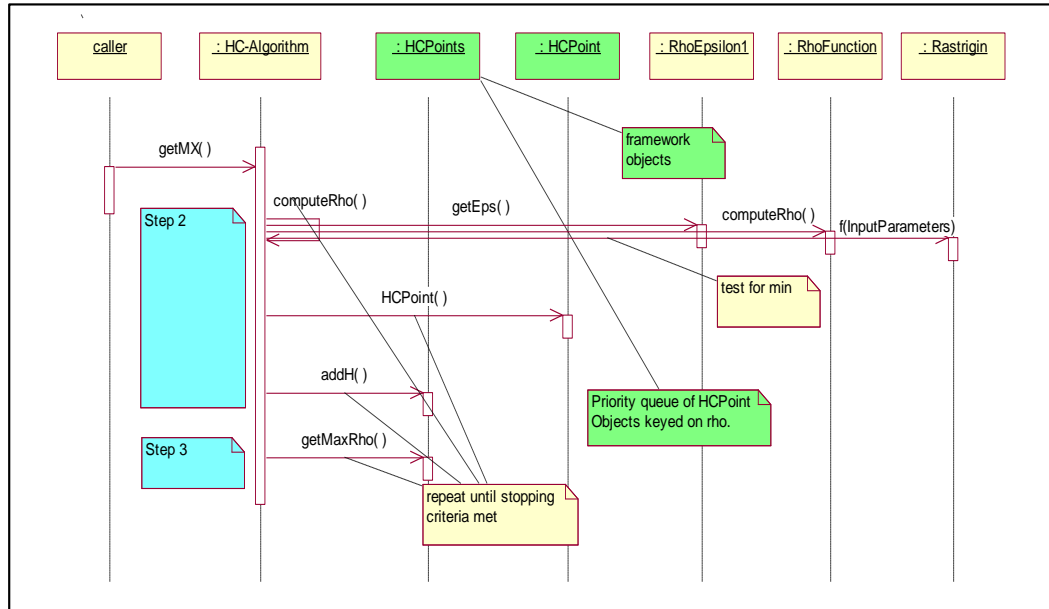 caller
: HC-Algorithm
: HCPoints
: HCPoint
: RhoEpsilon1
: RhoFunction
: Rastrigin
framework
objects
getMX( )
computeRho( )
getEps( )
computeRho( )
f(InputParameters)
Step 2
test for min
HCPoint( )
addH( )
Priority queue of HCPoint
Objects keyed on rho.
getMaxRho( )
Step 3
repeat until stopping
criteria met